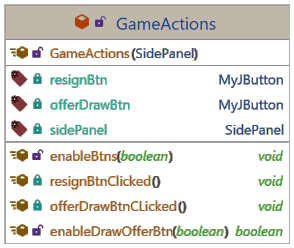 GameActions
GameActions(SidePanel)
resignBtn MyJButton
offerDrawBtn MyJButton
sidePanel SidePanel
enableBtns(boolean) void
resignBtnClicked() void
offerDrawBtnCLicked() void
enableDrawOfferBtn(boolean) boolean